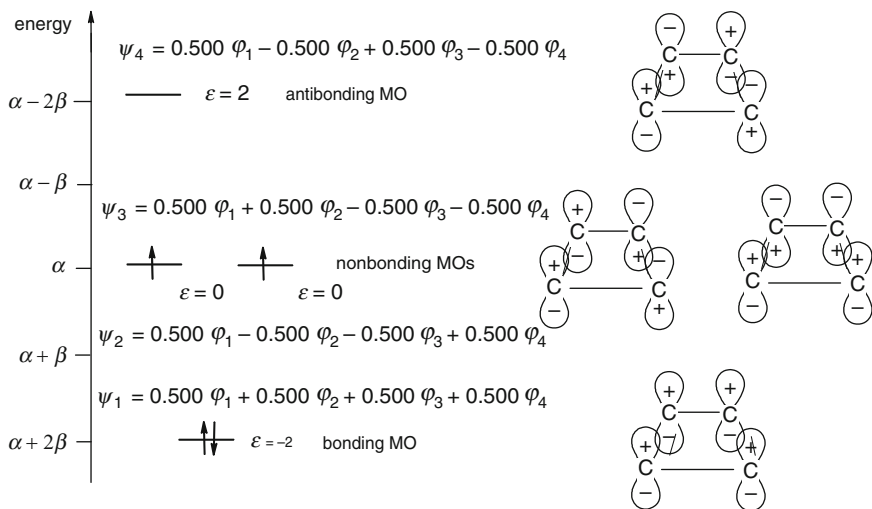 energy
ψ4 = 0.500 φ1 − 0.500 φ2 + 0.500 φ3 − 0.500 φ4
α − 2β
ε = 2 antibonding MO
α − β
ψ3 = 0.500 φ1 + 0.500 φ2 − 0.500 φ3 − 0.500 φ4
α
nonbonding MOs
ε = 0 ε = 0
ψ2 = 0.500 φ1 − 0.500 φ2 − 0.500 φ3 + 0.500 φ4
α + β
ψ1 = 0.500 φ1 + 0.500 φ2 + 0.500 φ3 + 0.500 φ4
α + 2β
ε = −2 bonding MO
− +
C C
+ + − −
C C
− +
+ −
C C
+ − + −
C C
− +
− −
C C
+ + + +
C C
− −
+ +
C C
+ − − +
C C
− −